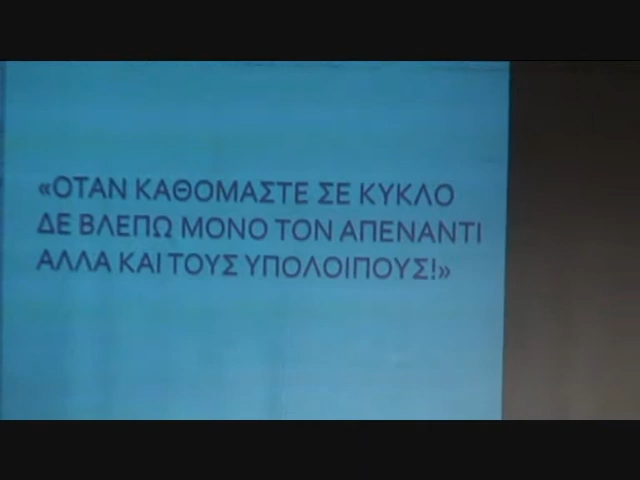 «ΟΤΑΝ ΚΑΘΟΜΑΣΤΕ ΣΕ ΚΥΚΛΟ
ΔΕ ΒΛΕΠΩ ΜΟΝΟ ΤΟΝ ΑΠΕΝΑΝΤΙ
ΑΛΛΑ ΚΑΙ ΤΟΥΣ ΥΠΟΛΟΙΠΟΥΣ!»